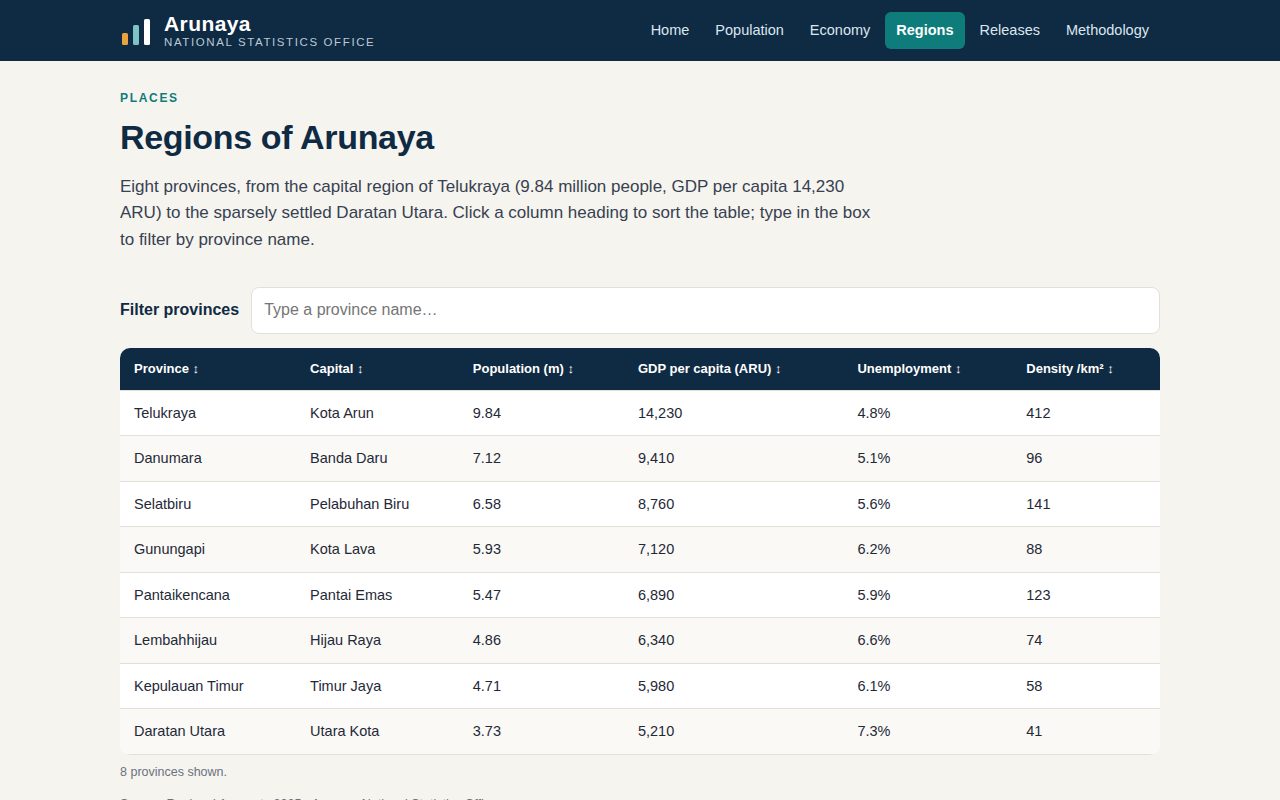 Arunaya
NATIONAL STATISTICS OFFICE
Home Population Economy Regions Releases Methodology
PLACES
Regions of Arunaya
Eight provinces, from the capital region of Telukraya (9.84 million people, GDP per capita 14,230
ARU) to the sparsely settled Daratan Utara. Click a column heading to sort the table; type in the box
to filter by province name.
Filter provinces Type a province name…
Province ↕ Capital ↕ Population (m) ↕ GDP per capita (ARU) ↕ Unemployment ↕ Density /km² ↕
Telukraya Kota Arun 9.84 14,230 4.8% 412
Danumara Banda Daru 7.12 9,410 5.1% 96
Selatbiru Pelabuhan Biru 6.58 8,760 5.6% 141
Gunungapi Kota Lava 5.93 7,120 6.2% 88
Pantaikencana Pantai Emas 5.47 6,890 5.9% 123
Lembahhijau Hijau Raya 4.86 6,340 6.6% 74
Kepulauan Timur Timur Jaya 4.71 5,980 6.1% 58
Daratan Utara Utara Kota 3.73 5,210 7.3% 41
8 provinces shown.